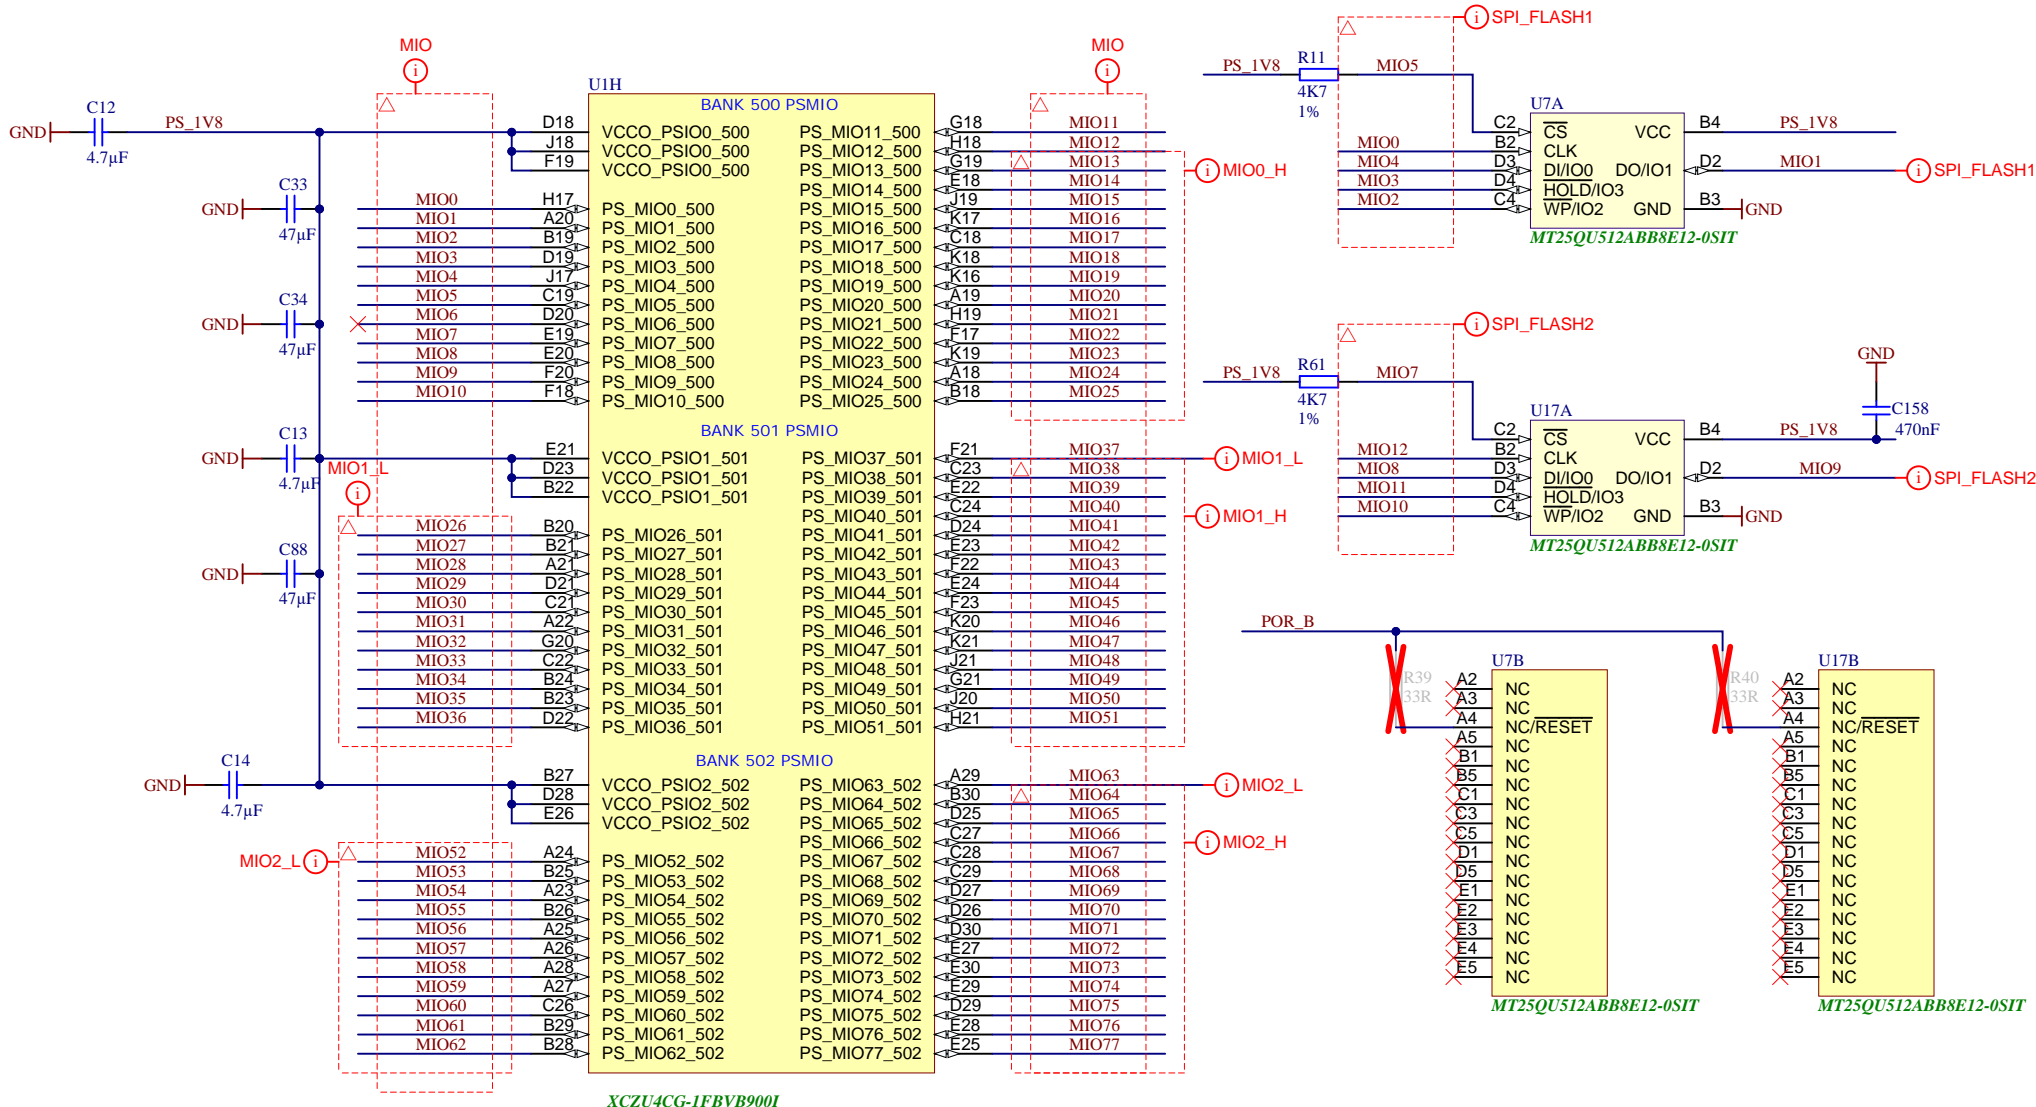 MIO
MIO
U1H
BANK 500 PSMIO
C12
GND
PS_1V8
4.7µF
D18 VCCO_PSIO0_500 PS_MIO11_500 G18 MIO11
J18 VCCO_PSIO0_500 PS_MIO12_500 H18 MIO12
F19 VCCO_PSIO0_500 PS_MIO13_500 G19 MIO13
PS_MIO14_500 E18 MIO14
MIO0 H17 PS_MIO0_500 PS_MIO15_500 J19 MIO15
MIO1 A20 PS_MIO1_500 PS_MIO16_500 K17 MIO16
MIO2 B19 PS_MIO2_500 PS_MIO17_500 C18 MIO17
MIO3 D19 PS_MIO3_500 PS_MIO18_500 K18 MIO18
MIO4 J17 PS_MIO4_500 PS_MIO19_500 K16 MIO19
MIO5 C19 PS_MIO5_500 PS_MIO20_500 A19 MIO20
MIO6 D20 PS_MIO6_500 PS_MIO21_500 H19 MIO21
MIO7 E19 PS_MIO7_500 PS_MIO22_500 F17 MIO22
MIO8 E20 PS_MIO8_500 PS_MIO23_500 K19 MIO23
MIO9 F20 PS_MIO9_500 PS_MIO24_500 A18 MIO24
MIO10 F18 PS_MIO10_500 PS_MIO25_500 B18 MIO25
MIO0_H
C33
GND
47µF
C34
GND
47µF
BANK 501 PSMIO
C13
GND
4.7µF
MIO1_L
E21 VCCO_PSIO1_501 PS_MIO37_501 F21 MIO37 MIO1_L
D23 VCCO_PSIO1_501 PS_MIO38_501 C23 MIO38
B22 VCCO_PSIO1_501 PS_MIO39_501 E22 MIO39
PS_MIO40_501 C24 MIO40 MIO1_H
MIO26 B20 PS_MIO26_501 PS_MIO41_501 D24 MIO41
MIO27 B21 PS_MIO27_501 PS_MIO42_501 E23 MIO42
MIO28 A21 PS_MIO28_501 PS_MIO43_501 F22 MIO43
MIO29 D21 PS_MIO29_501 PS_MIO44_501 E24 MIO44
MIO30 C21 PS_MIO30_501 PS_MIO45_501 F23 MIO45
MIO31 A22 PS_MIO31_501 PS_MIO46_501 K20 MIO46
MIO32 G20 PS_MIO32_501 PS_MIO47_501 K21 MIO47
MIO33 C22 PS_MIO33_501 PS_MIO48_501 J21 MIO48
MIO34 B24 PS_MIO34_501 PS_MIO49_501 G21 MIO49
MIO35 B23 PS_MIO35_501 PS_MIO50_501 J20 MIO50
MIO36 D22 PS_MIO36_501 PS_MIO51_501 H21 MIO51
C88
GND
47µF
BANK 502 PSMIO
C14
GND
4.7µF
B27 VCCO_PSIO2_502 PS_MIO63_502 A29 MIO63 MIO2_L
D28 VCCO_PSIO2_502 PS_MIO64_502 B30 MIO64
E26 VCCO_PSIO2_502 PS_MIO65_502 D25 MIO65
PS_MIO66_502 C27 MIO66 MIO2_H
MIO2_L MIO52 A24 PS_MIO52_502 PS_MIO67_502 C28 MIO67
MIO53 B25 PS_MIO53_502 PS_MIO68_502 C29 MIO68
MIO54 A23 PS_MIO54_502 PS_MIO69_502 D27 MIO69
MIO55 B26 PS_MIO55_502 PS_MIO70_502 D26 MIO70
MIO56 A25 PS_MIO56_502 PS_MIO71_502 D30 MIO71
MIO57 A26 PS_MIO57_502 PS_MIO72_502 E27 MIO72
MIO58 A28 PS_MIO58_502 PS_MIO73_502 E30 MIO73
MIO59 A27 PS_MIO59_502 PS_MIO74_502 E29 MIO74
MIO60 C26 PS_MIO60_502 PS_MIO75_502 D29 MIO75
MIO61 B29 PS_MIO61_502 PS_MIO76_502 E28 MIO76
MIO62 B28 PS_MIO62_502 PS_MIO77_502 E25 MIO77
XCZU4CG-1FBVB900I
SPI_FLASH1
PS_1V8 R11 MIO5
4K7
1%
U7A
C2 CS VCC B4 PS_1V8
MIO0 B2 CLK
MIO4 D3 DI/IO0 DO/IO1 D2 MIO1 SPI_FLASH1
MIO3 D4 HOLD/IO3
MIO2 C4 WP/IO2 GND B3 GND
MT25QU512ABB8E12-0SIT
SPI_FLASH2
PS_1V8 R61 MIO7
4K7
1%
GND
C158
470nF
U17A
C2 CS VCC B4 PS_1V8
MIO12 B2 CLK
MIO8 D3 DI/IO0 DO/IO1 D2 MIO9 SPI_FLASH2
MIO11 D4 HOLD/IO3
MIO10 C4 WP/IO2 GND B3 GND
MT25QU512ABB8E12-0SIT
POR_B
R39
33R
U7B
A2 NC
A3 NC
A4 NC/RESET
A5 NC
B1 NC
B5 NC
C1 NC
C3 NC
C5 NC
D1 NC
D5 NC
E1 NC
E2 NC
E3 NC
E4 NC
E5 NC
MT25QU512ABB8E12-0SIT
R40
33R
U17B
A2 NC
A3 NC
A4 NC/RESET
A5 NC
B1 NC
B5 NC
C1 NC
C3 NC
C5 NC
D1 NC
D5 NC
E1 NC
E2 NC
E3 NC
E4 NC
E5 NC
MT25QU512ABB8E12-0SIT